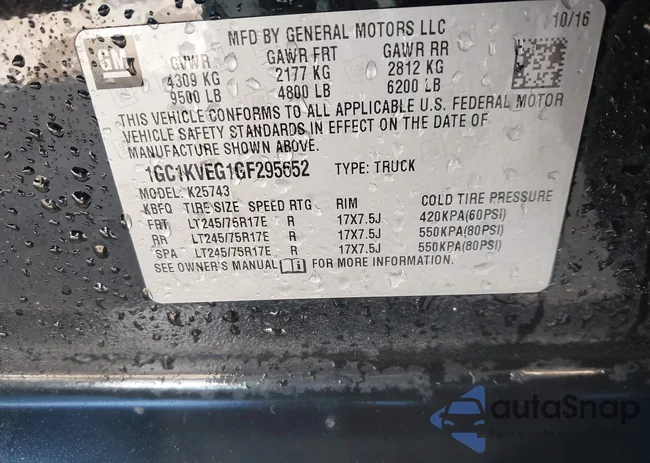 GM
MFD BY GENERAL MOTORS LLC 10/16
GVWR GAWR FRT GAWR RR
4309 KG 2177 KG 2812 KG
9500 LB 4800 LB 6200 LB
THIS VEHICLE CONFORMS TO ALL APPLICABLE U.S. FEDERAL MOTOR
VEHICLE SAFETY STANDARDS IN EFFECT ON THE DATE OF
MANUFACTURE SHOWN ABOVE.
1GC1KVEG1GF295652 TYPE: TRUCK
MODEL: K25743
KBFQ TIRE SIZE SPEED RTG RIM COLD TIRE PRESSURE
FRT LT245/75R17E R 17X7.5J 420KPA(60PSI)
RR LT245/75R17E R 17X7.5J 550KPA(80PSI)
SPA LT245/75R17E R 17X7.5J 550KPA(80PSI)
SEE OWNER'S MANUAL FOR MORE INFORMATION.
autoSnap